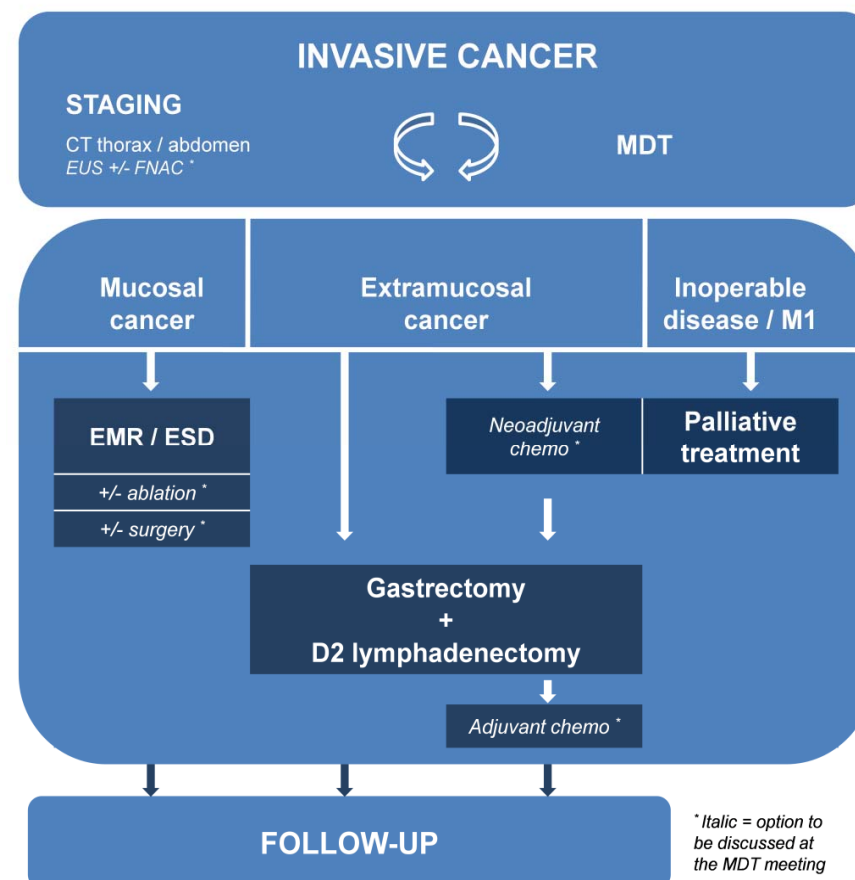 INVASIVE CANCER
STAGING
CT thorax / abdomen
EUS +/- FNAC *
MDT
Mucosal
cancer
Extramucosal
cancer
Inoperable
disease / M1
EMR / ESD
+/- ablation *
+/- surgery *
Neoadjuvant
chemo *
Palliative
treatment
Gastrectomy
+
D2 lymphadenectomy
Adjuvant chemo *
FOLLOW-UP
* Italic = option to
be discussed at
the MDT meeting